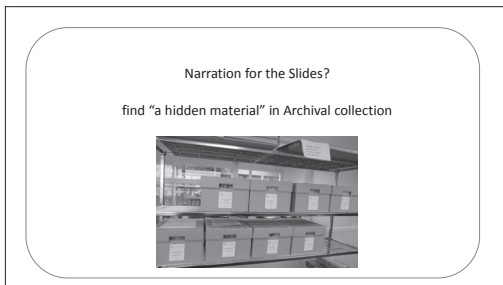 Narration for the Slides?
find “a hidden material” in Archival collection